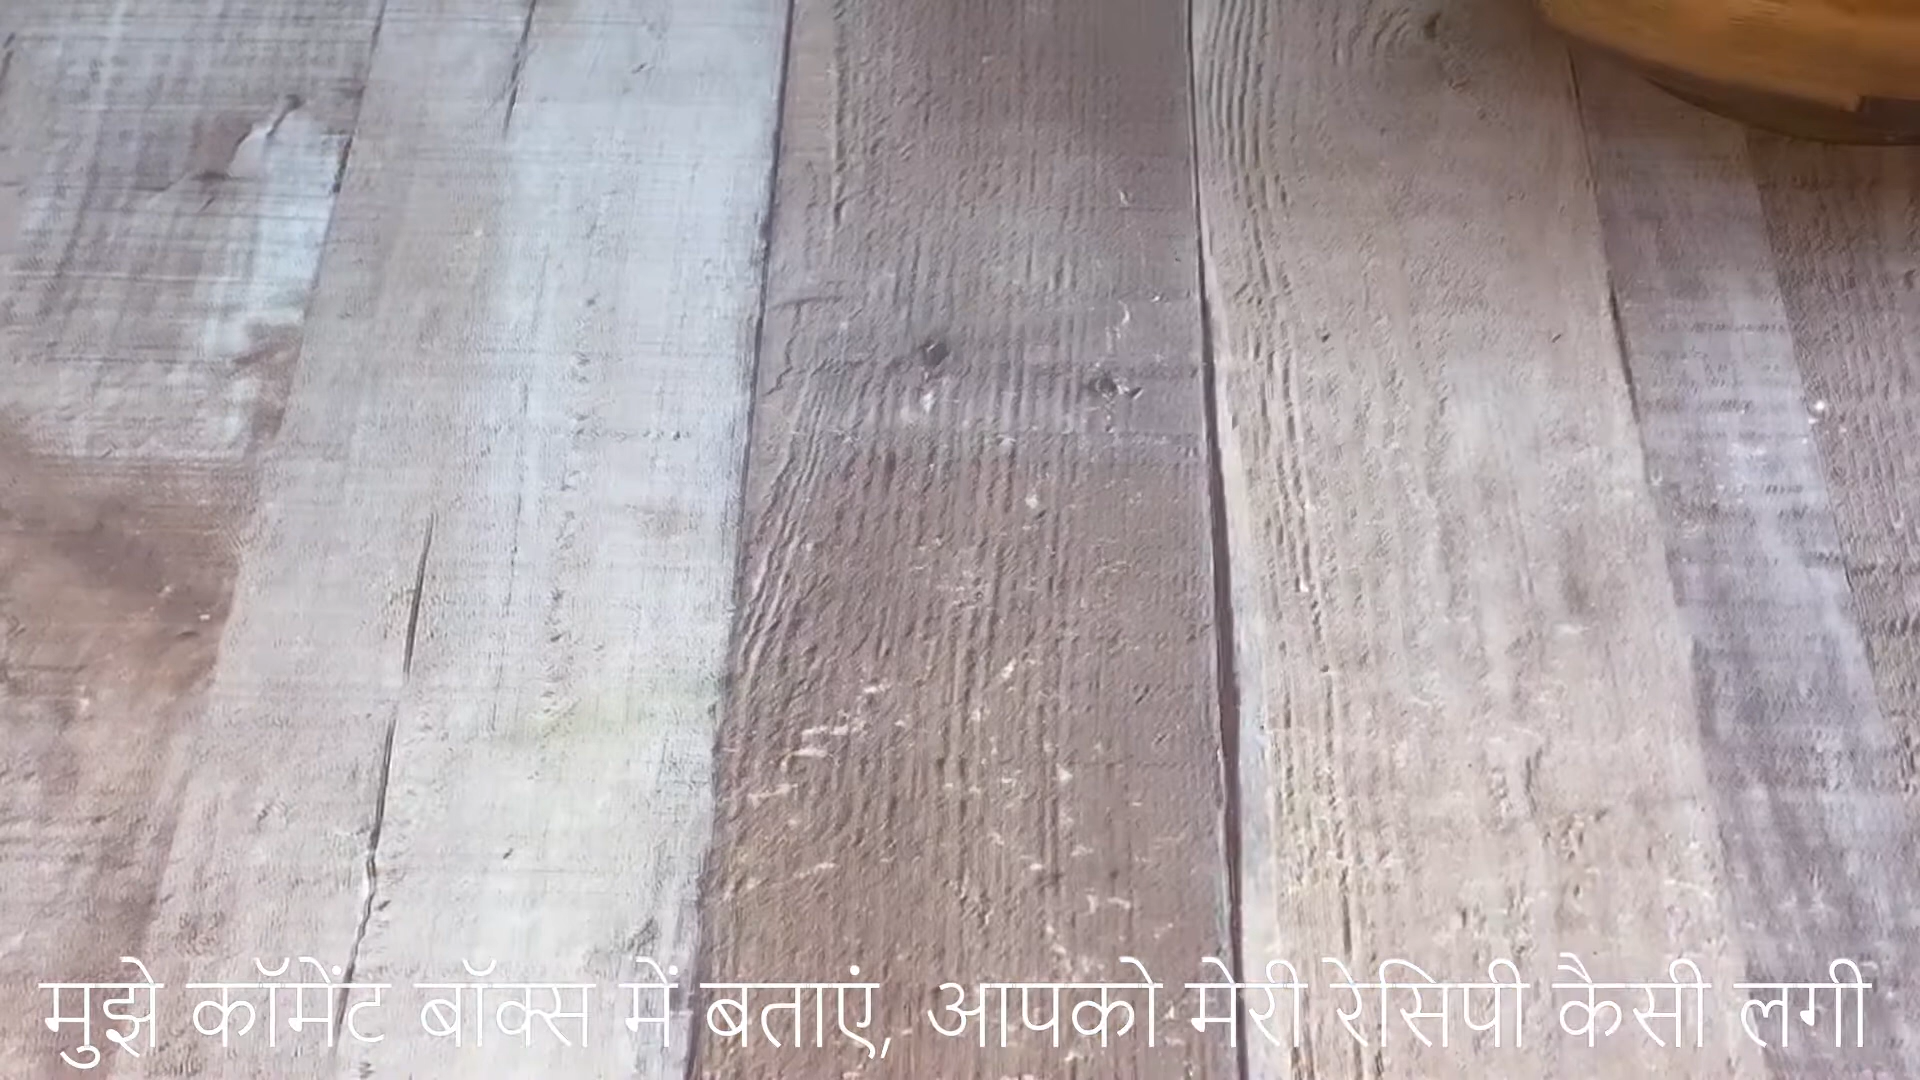 मुझे कॉमेंट बॉक्स में बताएं, आपको मेरी रेसिपी कैसी लगी